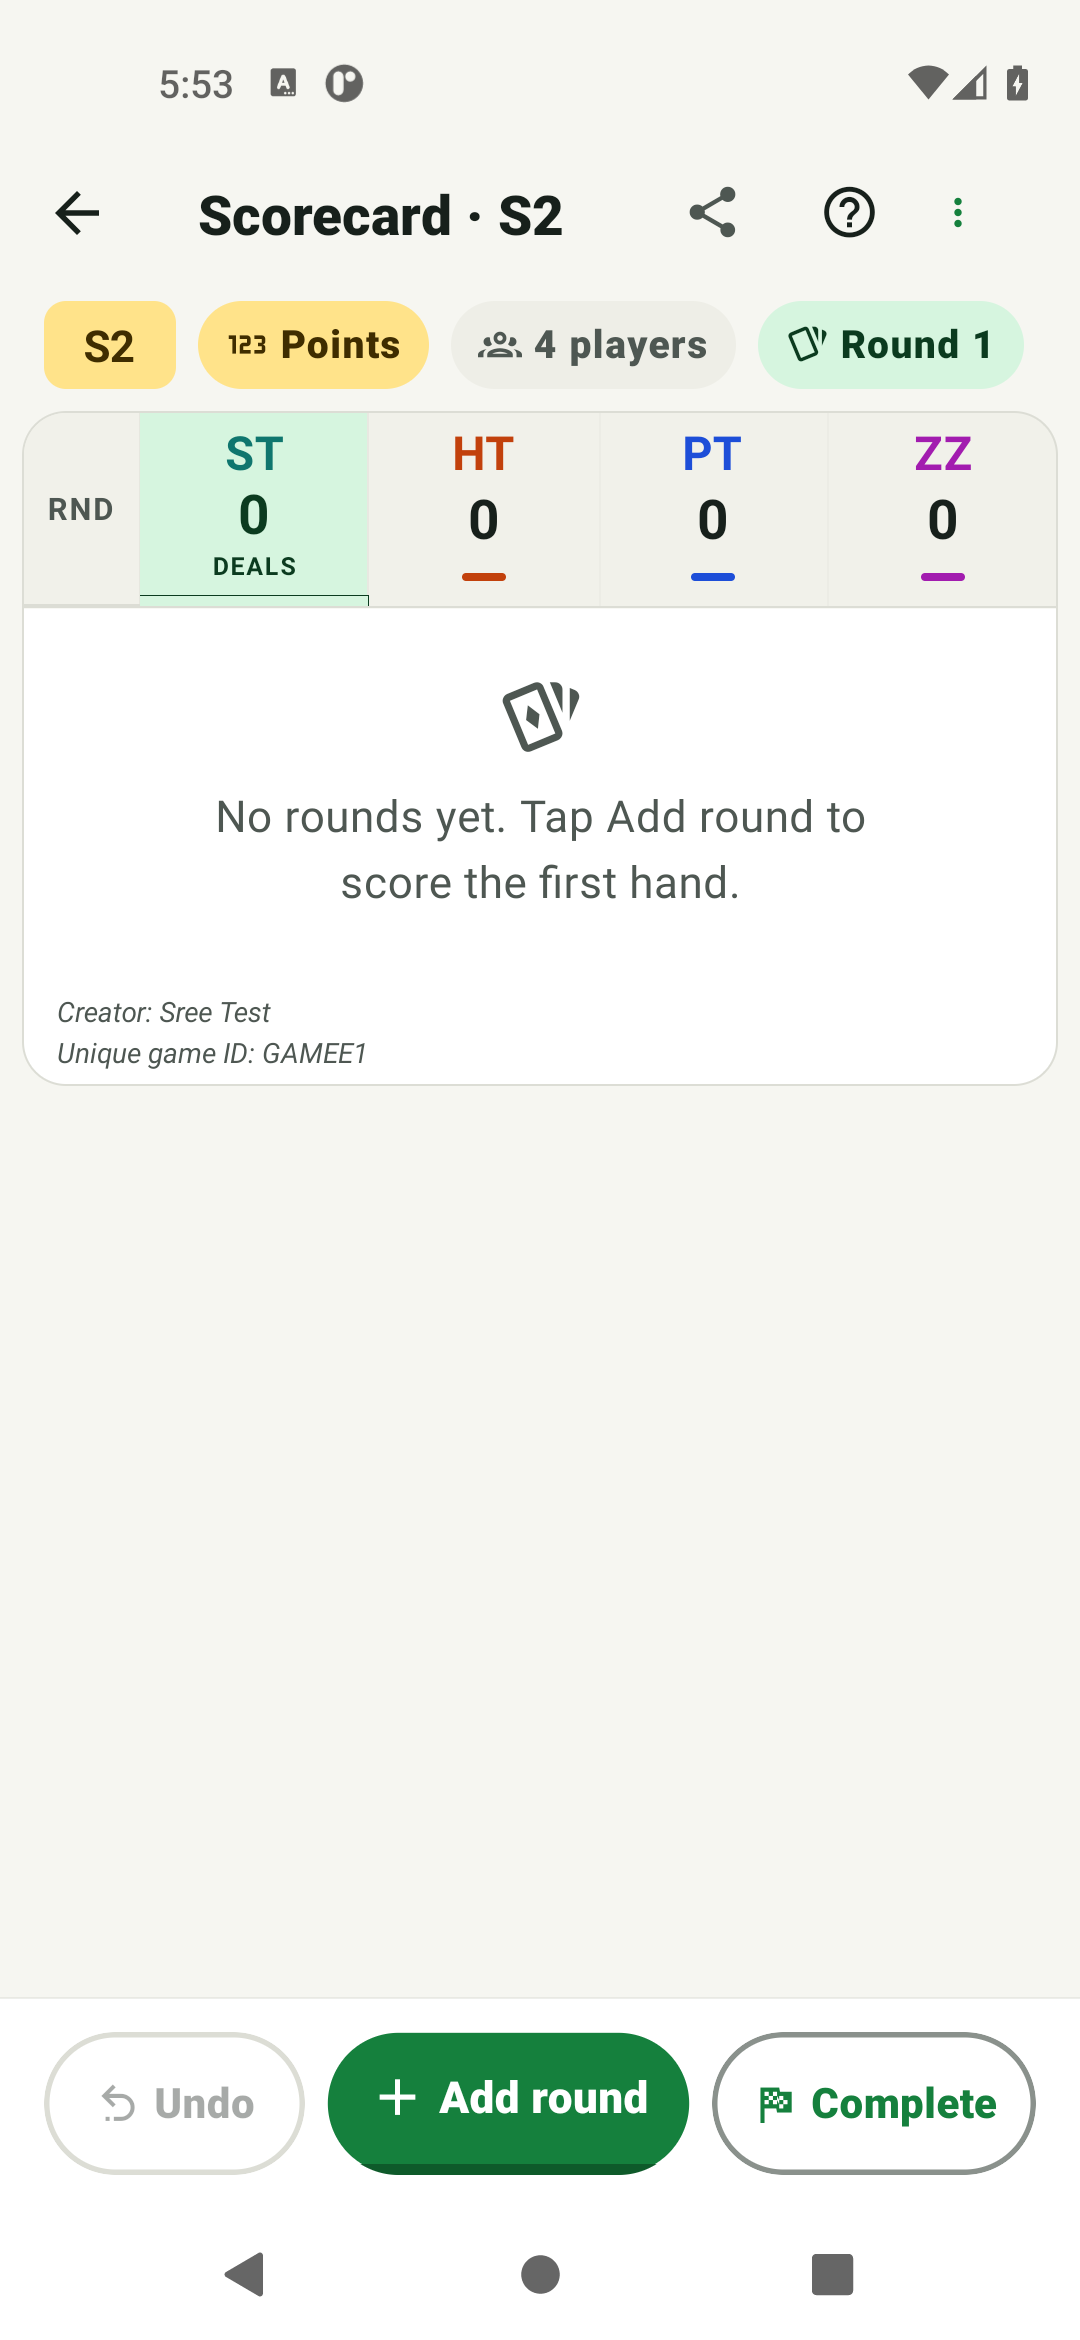 5:53
Scorecard · S2
S2
123 Points
4 players
Round 1
RND
ST
0
DEALS
HT
0
PT
0
ZZ
0
No rounds yet. Tap Add round to
score the first hand.
Creator: Sree Test
Unique game ID: GAMEE1
Undo
+ Add round
Complete